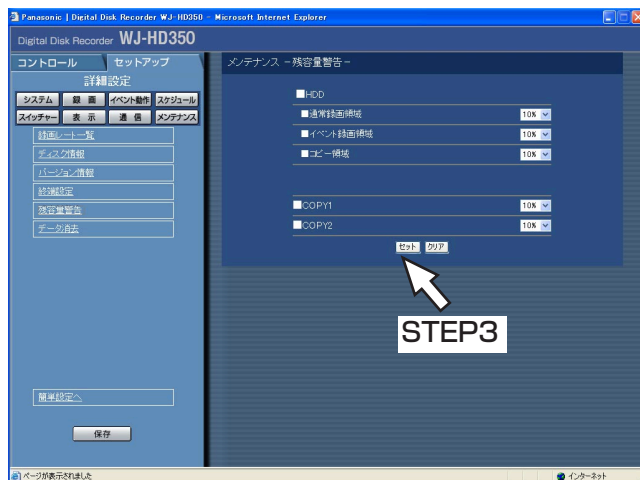 Panasonic | Digital Disk Recorder WJ-HD350 - Microsoft Internet Explorer
Digital Disk Recorder WJ-HD350
コントロール セットアップ
詳細設定
システム 録 画 イベント動作 スケジュール
スイッチャー 表 示 通 信 メンテナンス
録画レート一覧
ディスク情報
バージョン情報
終端設定
残容量警告
データ消去
簡単設定へ
保存
メンテナンス －残容量警告－
HDD
通常録画領域 10%
イベント録画領域 10%
コピー領域 10%
COPY1 10%
COPY2 10%
セット クリア
STEP3
ページが表示されました インターネット